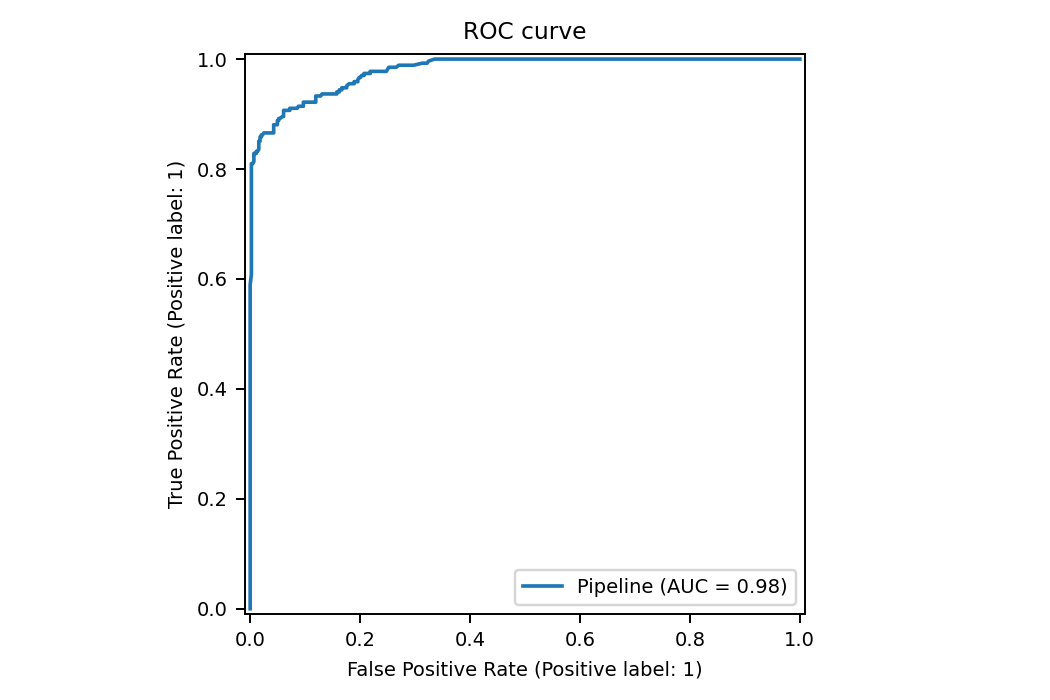 ROC curve
True Positive Rate (Positive label: 1)
1.0
0.8
0.6
0.4
0.2
0.0
Pipeline (AUC = 0.98)
0.0 0.2 0.4 0.6 0.8 1.0
False Positive Rate (Positive label: 1)